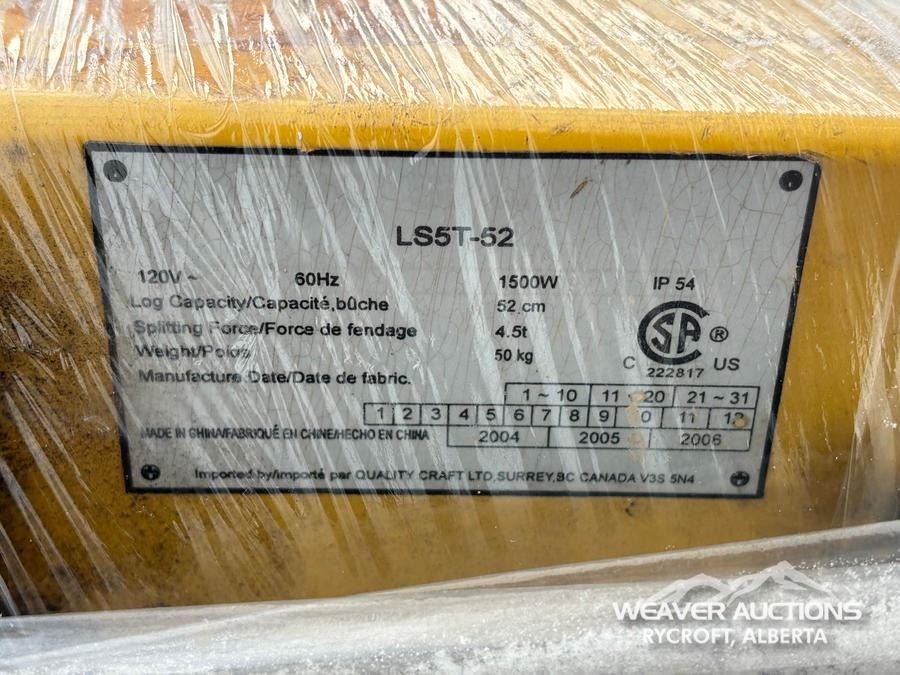 LS5T-52
120V ~ 60Hz 1500W IP 54
Log Capacity/Capacité,bûche 52 cm
Splitting Force/Force de fendage 4.5t
Weight/Poids 50 kg
SA ®
C US
222817
Manufacture Date/Date de fabric.
1 ~ 10 11 ~ 20 21 ~ 31
1 2 3 4 5 6 7 8 9 10 11 12
MADE IN CHINA/FABRIQUÉ EN CHINE/HECHO EN CHINA 2004 2005 2006
Imported by/importé par QUALITY CRAFT LTD,SURREY,BC CANADA V3S 5N4
WEAVER AUCTIONS
RYCROFT, ALBERTA